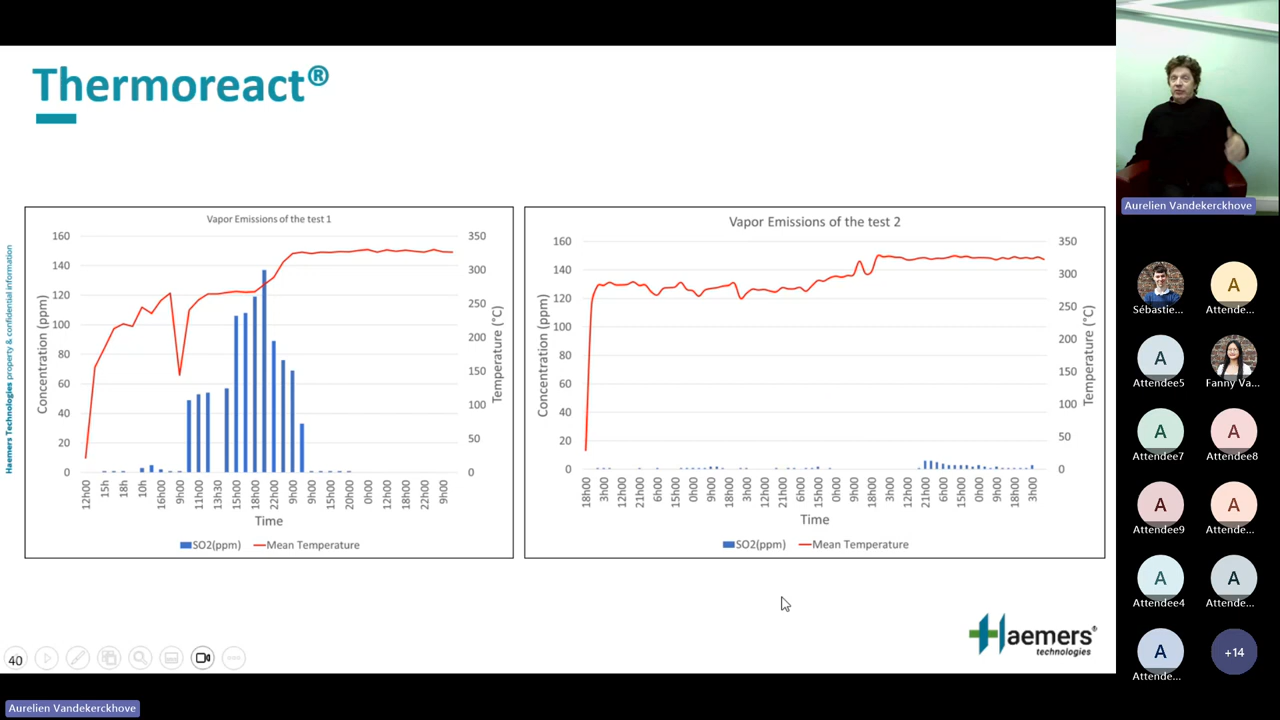 Thermoreact®
Haemers Technologies property & confidential information
Vapor Emissions of the test 1
160
140
120
100
80
60
40
20
0
Concentration (ppm)
350
300
250
200
150
100
50
0
Temperature (°C)
12h00
15h
18h
10h
16h00
9h00
11h00
13h30
15h00
18h00
22h00
9h00
11h00
15h00
20h00
0h00
12h00
18h00
22h00
9h00
Time
SO2(ppm)
Mean Temperature
Vapor Emissions of the test 2
160
140
120
100
80
60
40
20
0
Concentration (ppm)
350
300
250
200
150
100
50
0
Temperature (°C)
18h00
3h00
12h00
21h00
6h00
15h00
0h00
9h00
18h00
3h00
12h00
21h00
6h00
15h00
0h00
9h00
18h00
3h00
12h00
21h00
6h00
15h00
0h00
9h00
18h00
3h00
Time
SO2(ppm)
Mean Temperature
Haemers®
technologies
40
Aurelien Vandekerckhove
Aurelien Vandekerckhove
Sébastie...
A
Attende...
A
Attendee5
Fanny Va...
A
Attendee7
A
Attendee8
A
Attendee9
A
Attende...
A
Attendee4
A
Attende...
A
Attende...
+14